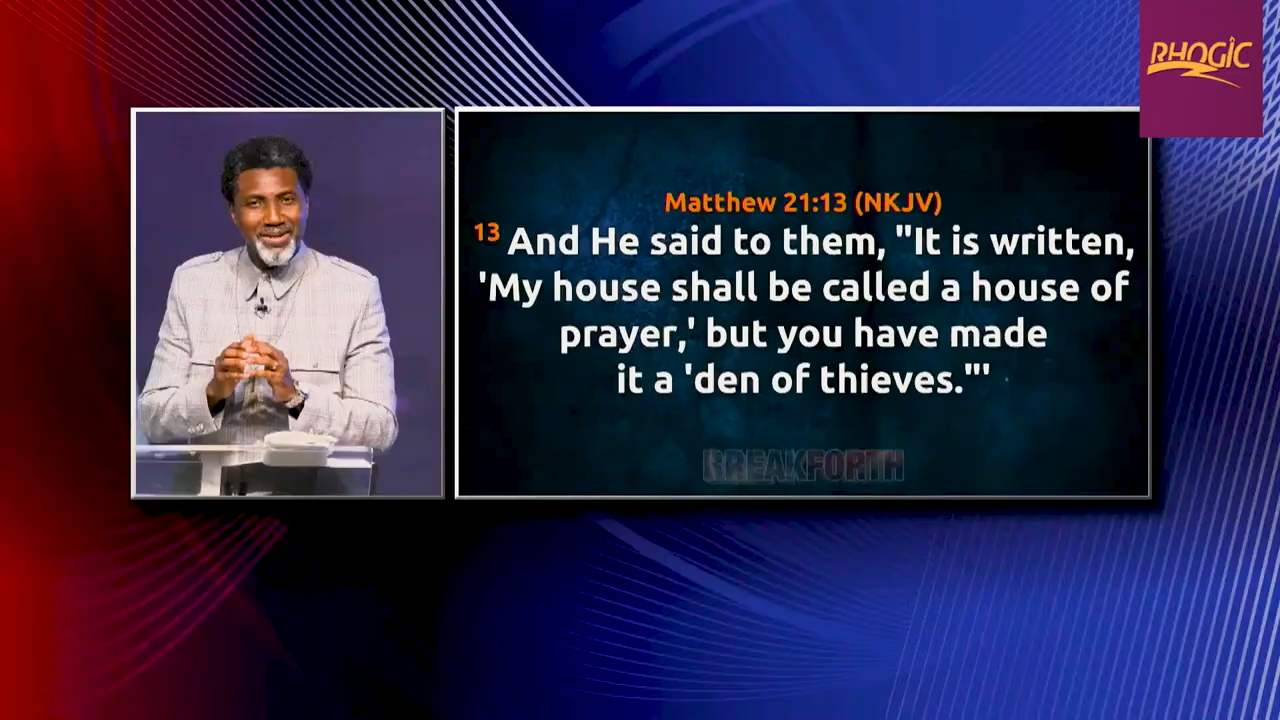 RHOGIC
Matthew 21:13 (NKJV)
13 And He said to them, "It is written,
'My house shall be called a house of
prayer,' but you have made
it a 'den of thieves."'
BREAKFORTH